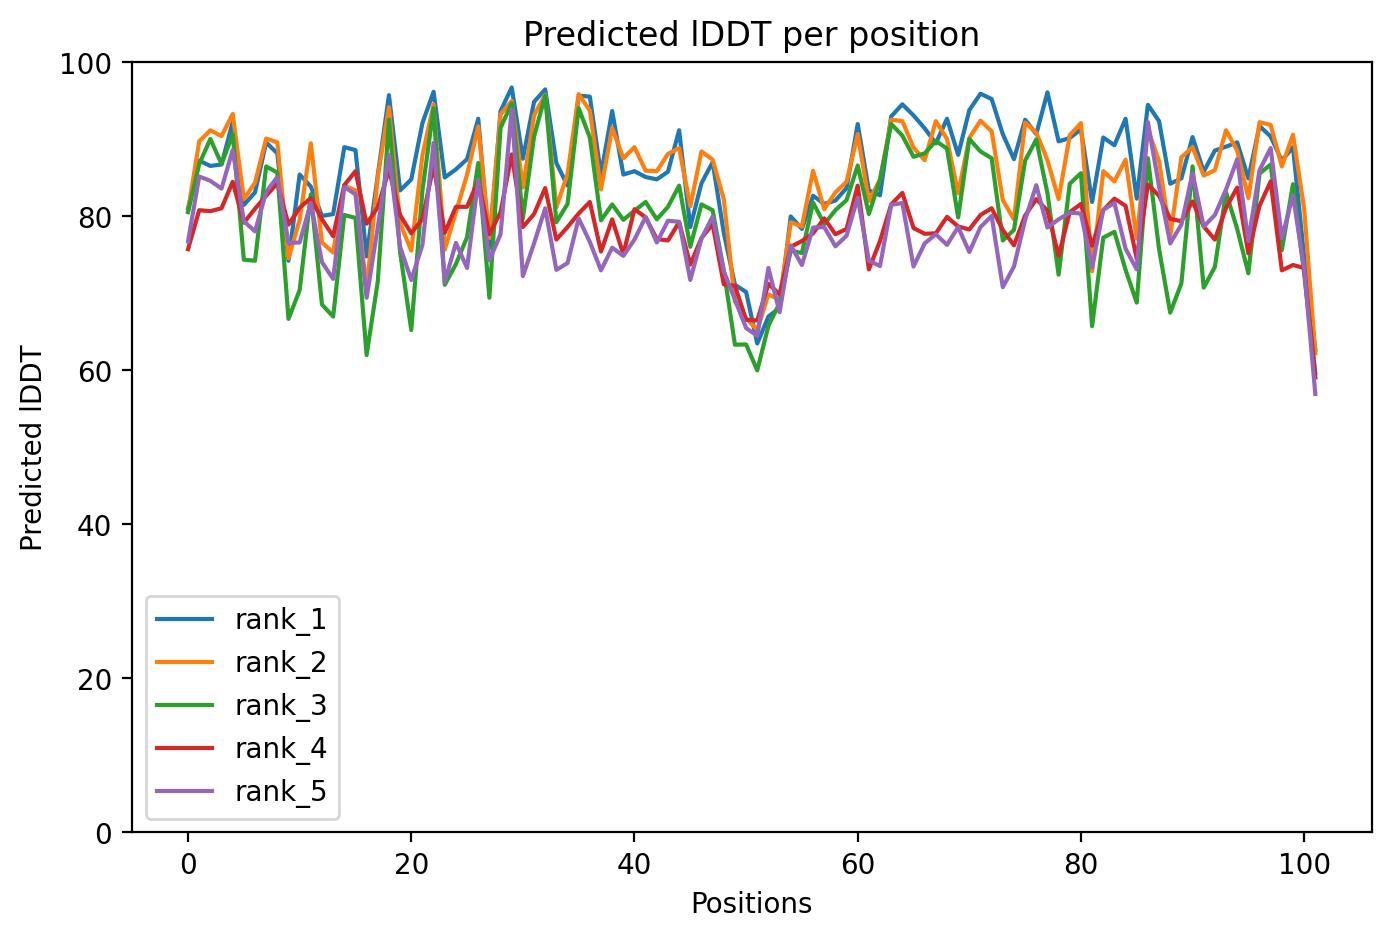 Predicted lDDT per position
100
80
60
40
20
0
Predicted lDDT
rank_1
rank_2
rank_3
rank_4
rank_5
0 20 40 60 80 100
Positions